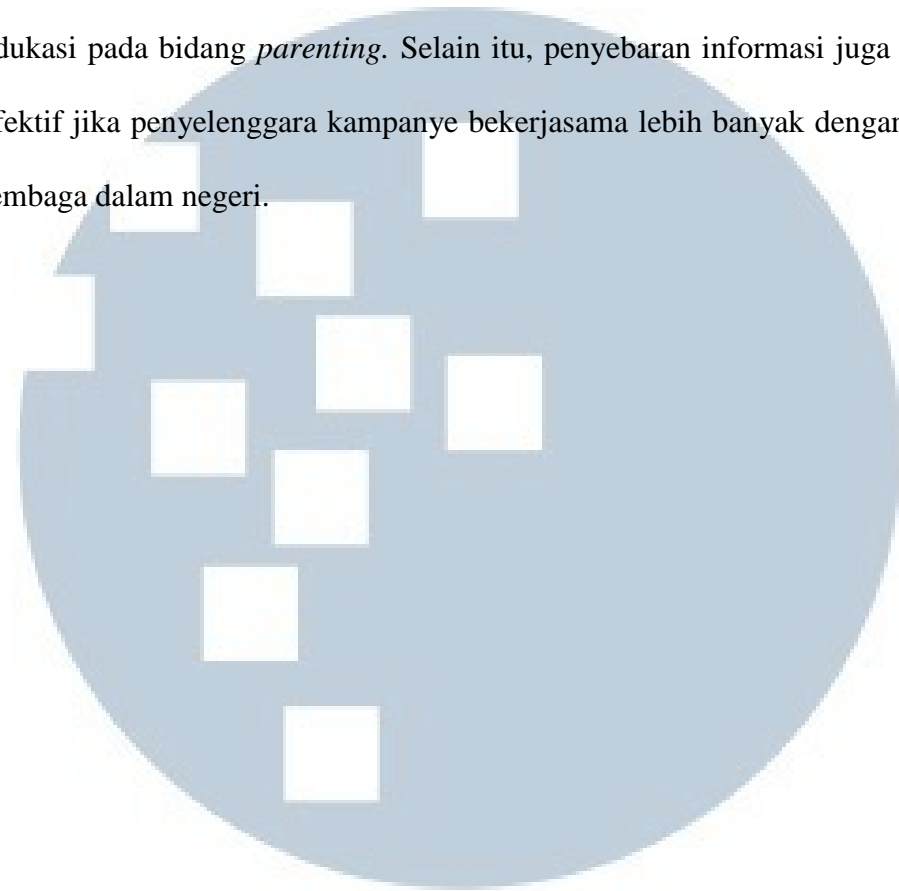 dukasi pada bidang parenting. Selain itu, penyebaran informasi juga
fektif jika penyelenggara kampanye bekerjasama lebih banyak dengan
embaga dalam negeri.